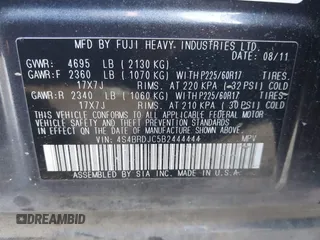 MFD BY FUJI HEAVY INDUSTRIES LTD.
08/11
GVWR: 4695 LB (2130 KG)
GAWR:F 2360 LB (1070 KG) WITH P225/60R17 TIRES.
17X7J RIMS. AT 220 KPA (32 PSI) COLD
GAWR:R 2340 LB (1060 KG) WITH P225/60R17 TIRES.
17X7J RIMS. AT 210 KPA (30 PSI) COLD
THIS VEHICLE CONFORMS TO ALL APPLICABLE FEDERAL MOTOR
VEHICLE SAFETY, BUMPER, AND THEFT PREVENTION STANDARDS
IN EFFECT ON THE DATE OF MANUFACTURE SHOWN ABOVE.
VIN: 4S4BRDJC5B2444444 MPV
ASSEMBLED BY SIA IN U.S.A.
©DREAMBID